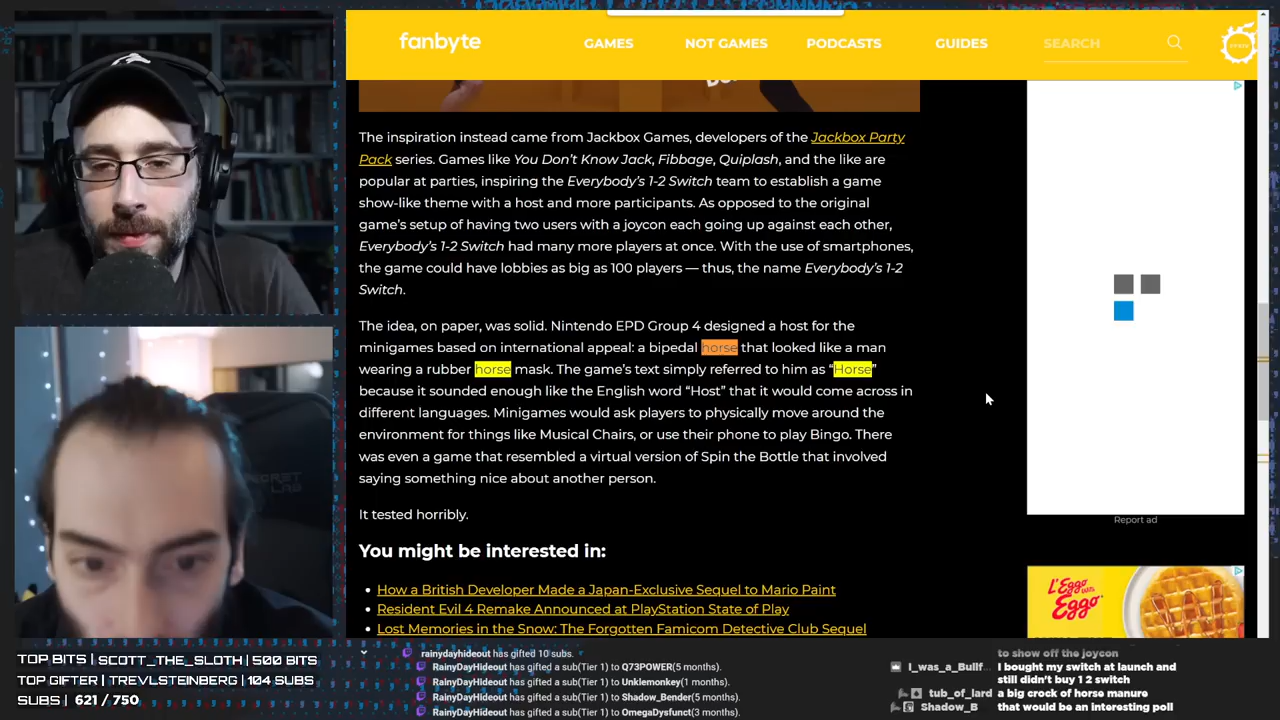 fanbyte
GAMES
NOT GAMES
PODCASTS
GUIDES
SEARCH
The inspiration instead came from Jackbox Games, developers of the Jackbox Party
Pack series. Games like You Don't Know Jack, Fibbage, Quiplash, and the like are
popular at parties, inspiring the Everybody's 1-2 Switch team to establish a game
show-like theme with a host and more participants. As opposed to the original
game's setup of having two users with a joycon each going up against each other,
Everybody's 1-2 Switch had many more players at once. With the use of smartphones,
the game could have lobbies as big as 100 players — thus, the name Everybody's 1-2
Switch.
The idea, on paper, was solid. Nintendo EPD Group 4 designed a host for the
minigames based on international appeal: a bipedal horse that looked like a man
wearing a rubber horse mask. The game's text simply referred to him as “Horse”
because it sounded enough like the English word “Host” that it would come across in
different languages. Minigames would ask players to physically move around the
environment for things like Musical Chairs, or use their phone to play Bingo. There
was even a game that resembled a virtual version of Spin the Bottle that involved
saying something nice about another person.
It tested horribly.
You might be interested in:
• How a British Developer Made a Japan-Exclusive Sequel to Mario Paint
• Resident Evil 4 Remake Announced at PlayStation State of Play
• Lost Memories in the Snow: The Forgotten Famicom Detective Club Sequel
Report ad
L'Eggo
with
Eggo
SECRET
LAB
TOP BITS | SCOTT_THE_SLOTH | 500 BITS
TOP GIFTER | TREVLSTEINBERG | 104 SUBS
SUBS | 621 / 750
rainydayhideout has gifted 10 subs.
RainyDayHideout has gifted a sub(Tier 1) to Q73POWER(5 months).
RainyDayHideout has gifted a sub(Tier 1) to Unklemonkey(1 months).
RainyDayHideout has gifted a sub(Tier 1) to Shadow_Bender(5 months).
RainyDayHideout has gifted a sub(Tier 1) to OmegaDysfunct(3 months).
to show off the joycon
I_was_a_Bullf... I bought my switch at launch and
still didn't buy 1 2 switch
tub_of_lard a big crock of horse manure
Shadow_B that would be an interesting poll